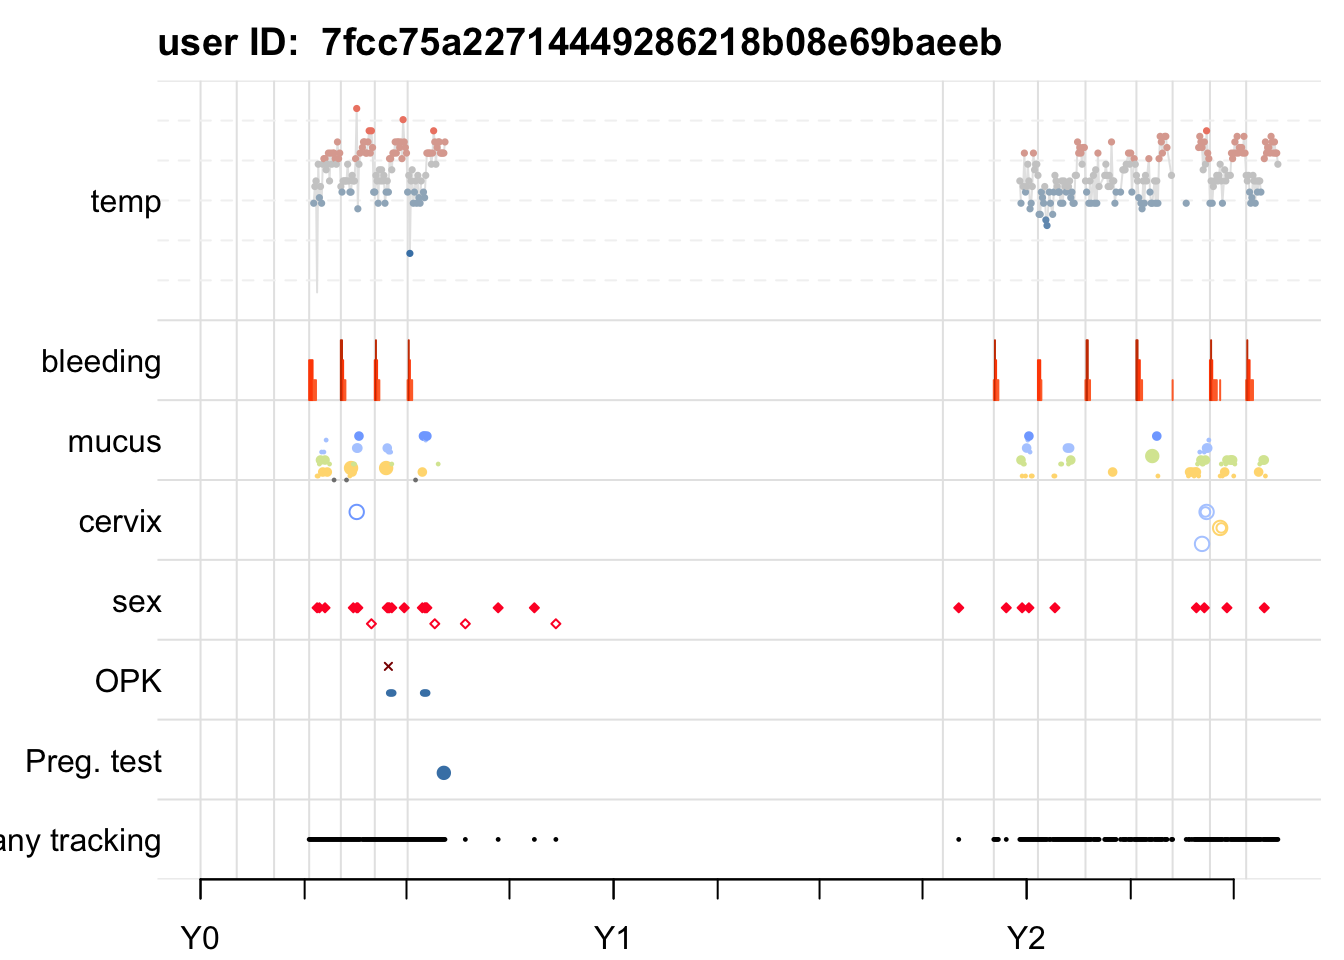 user ID:  7fcc75a22714449286218b08e69baeeb
temp
bleeding
mucus
cervix
sex
OPK
Preg. test
any tracking
Y0 Y1 Y2